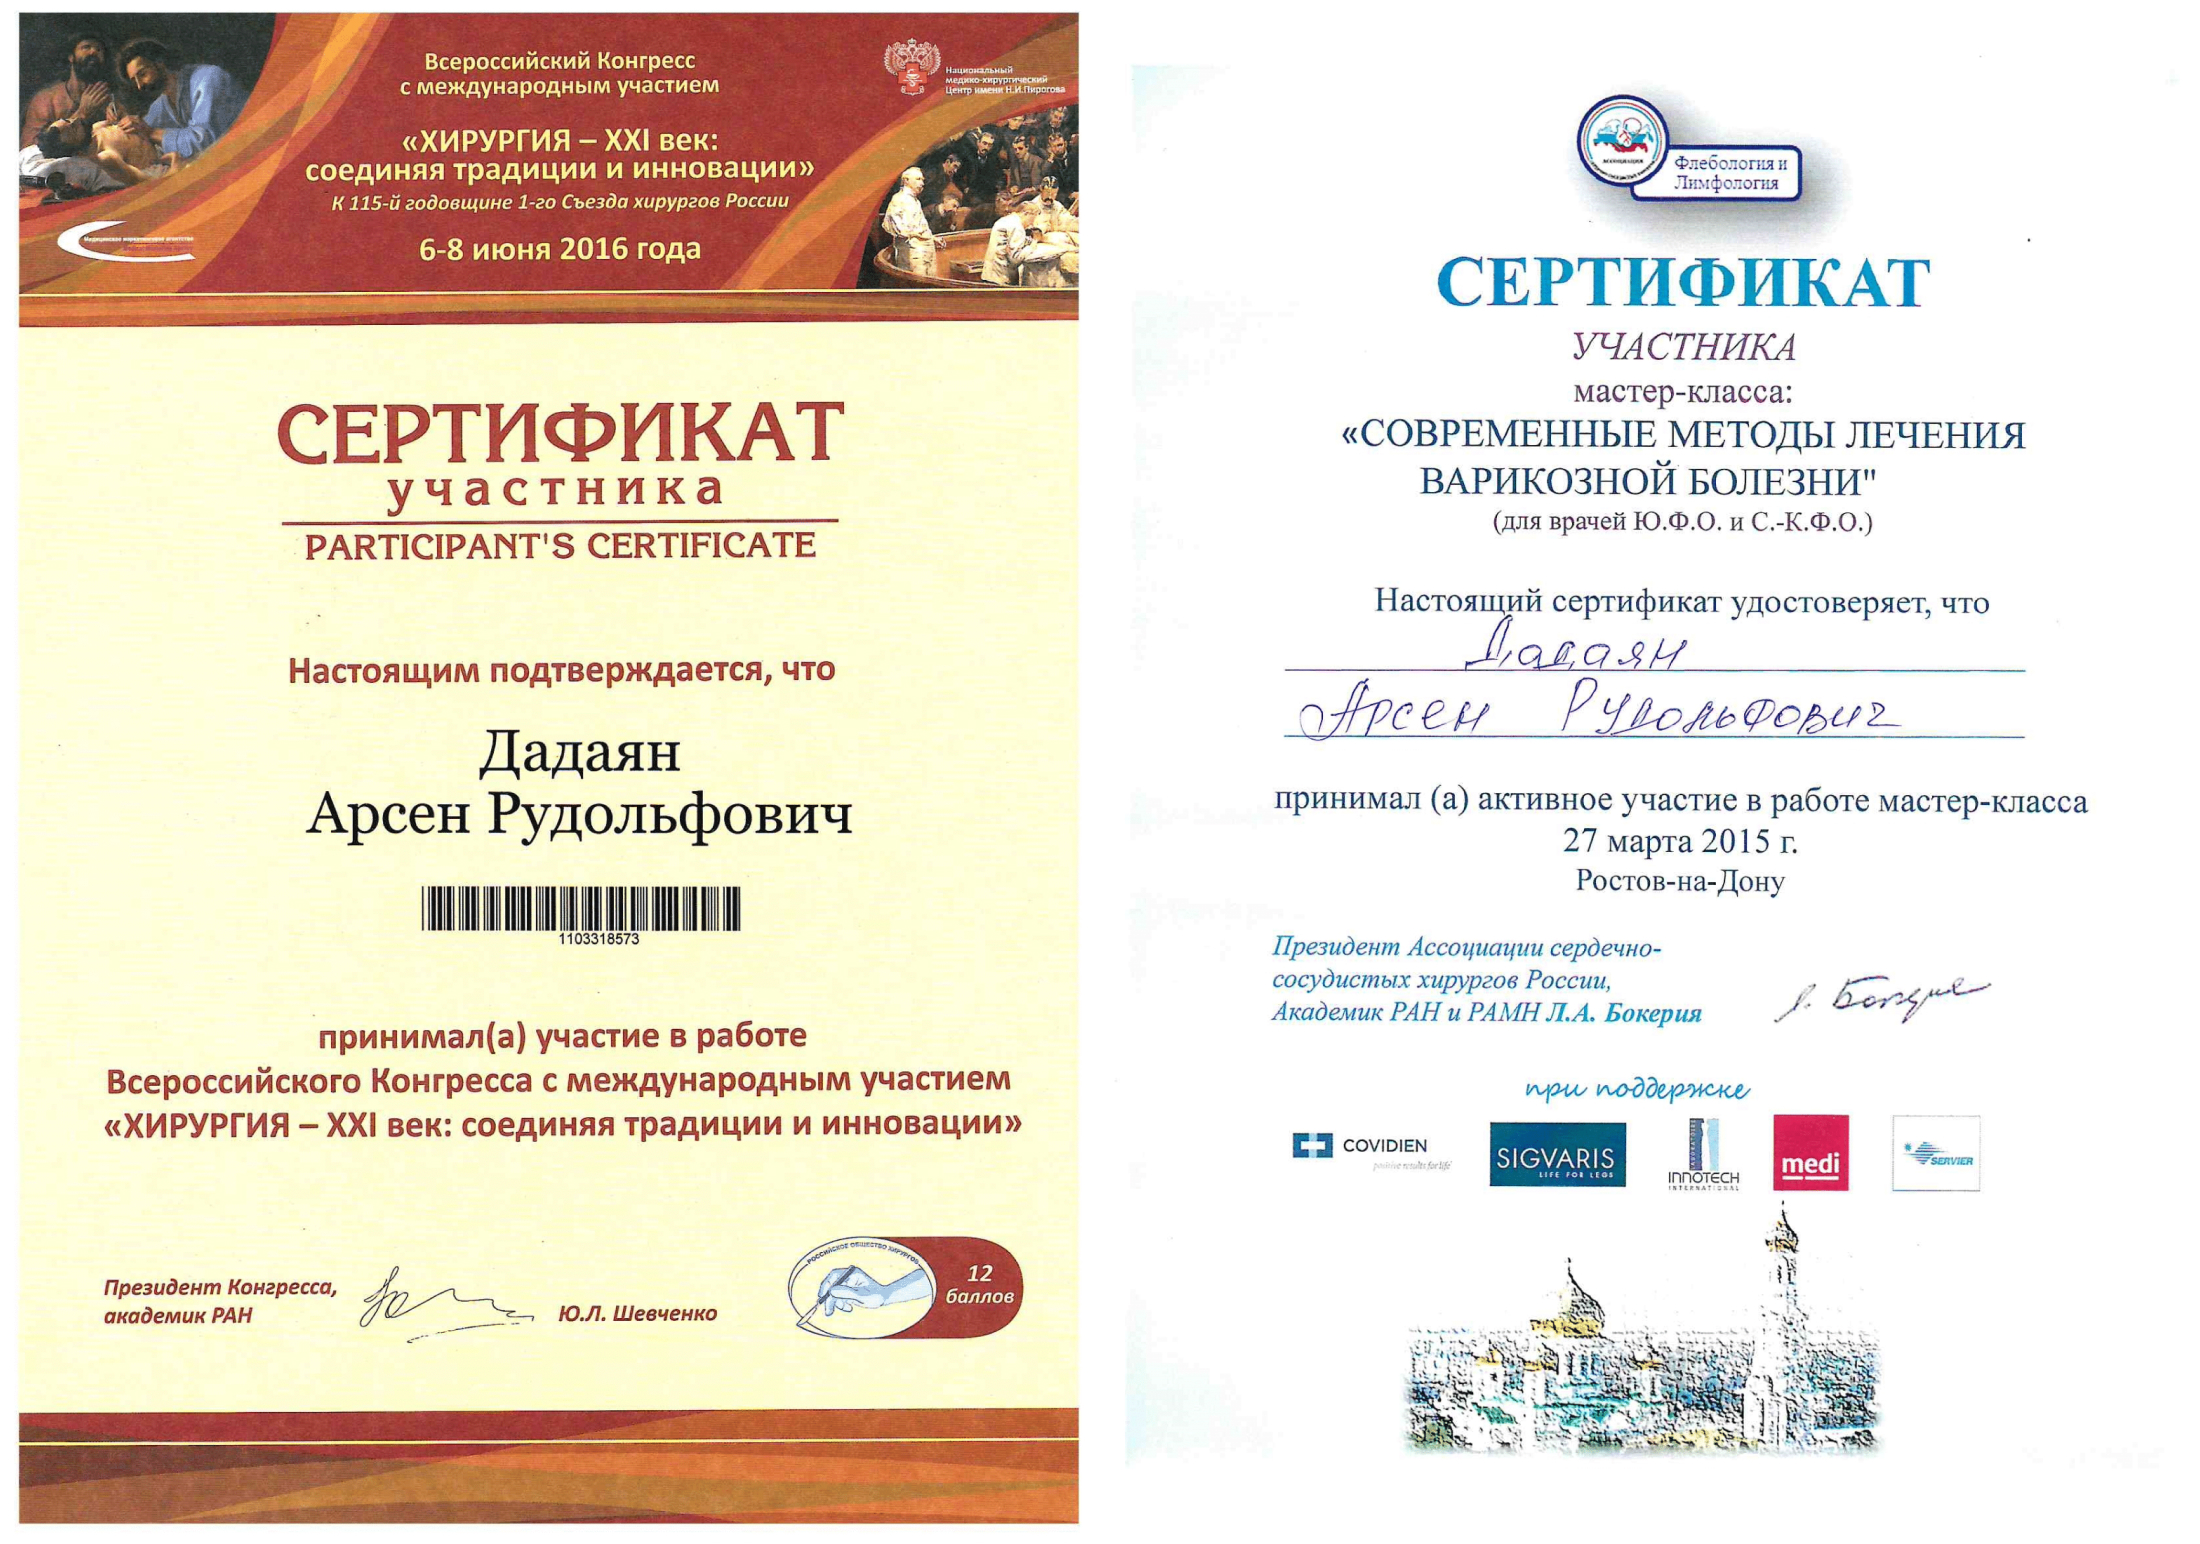 Всероссийский Конгресс
с международным участием
«ХИРУРГИЯ – XXI век:
соединяя традиции и инновации»
К 115-й годовщине 1-го Съезда хирургов России
6-8 июня 2016 года
Национальный
медико-хирургический
Центр имени Н.И.Пирогова
Медицинское маркетинговое агентство
СЕРТИФИКАТ
участника
PARTICIPANT'S CERTIFICATE
Настоящим подтверждается, что
Дадаян
Арсен Рудольфович
1103318573
принимал(а) участие в работе
Всероссийского Конгресса с международным участием
«ХИРУРГИЯ – XXI век: соединяя традиции и инновации»
Президент Конгресса,
академик РАН
Ю.Л. Шевченко
РОССИЙСКОЕ ОБЩЕСТВО ХИРУРГОВ
12
баллов
АССОЦИАЦИЯ
Флебология и
Лимфология
СЕРТИФИКАТ
УЧАСТНИКА
мастер-класса:
«СОВРЕМЕННЫЕ МЕТОДЫ ЛЕЧЕНИЯ
ВАРИКОЗНОЙ БОЛЕЗНИ"
(для врачей Ю.Ф.О. и С.-К.Ф.О.)
Настоящий сертификат удостоверяет, что
Дадаян
Арсен Рудольфович
принимал (а) активное участие в работе мастер-класса
27 марта 2015 г.
Ростов-на-Дону
Президент Ассоциации сердечно-
сосудистых хирургов России,
Академик РАН и РАМН Л.А. Бокерия
при поддержке
COVIDIEN
positive results for life
SIGVARIS
LIFE FOR LEGS
LABORATOIRE
INNOTECH
INTERNATIONAL
medi
SERVIER